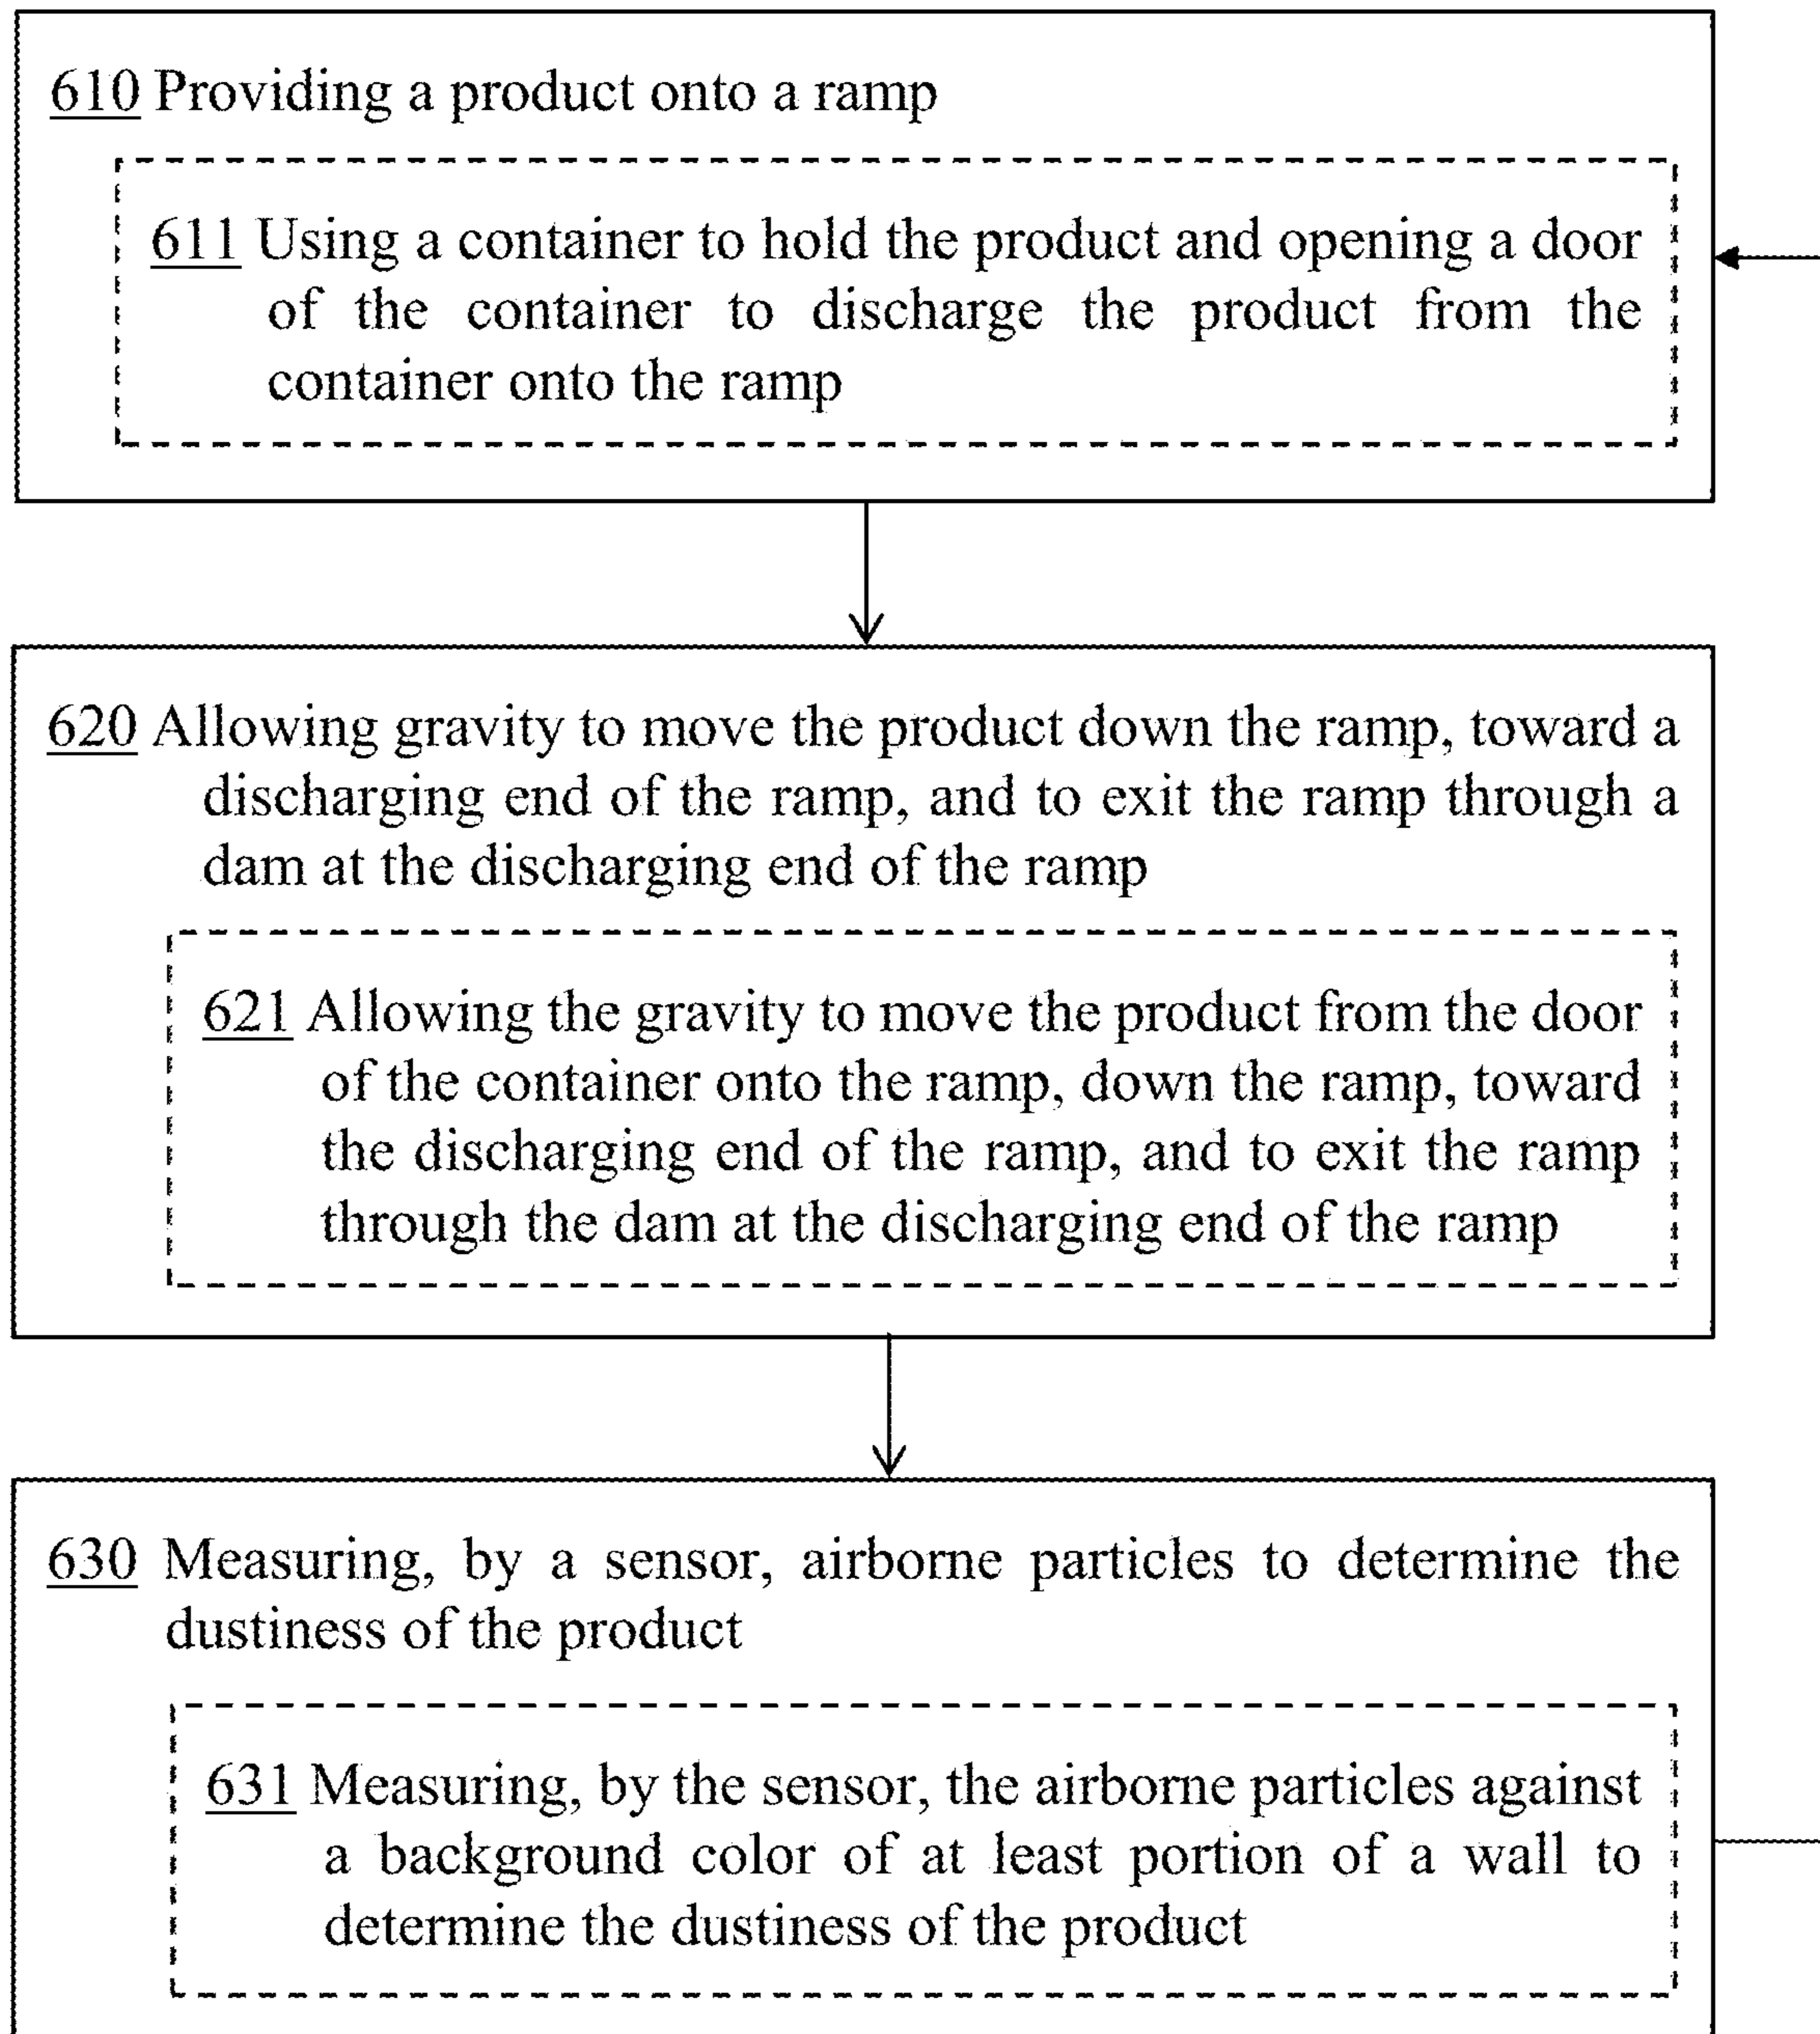 610 Providing a product onto a ramp
611 Using a container to hold the product and opening a door
of the container to discharge the product from the
container onto the ramp
620 Allowing gravity to move the product down the ramp, toward a
discharging end of the ramp, and to exit the ramp through a
dam at the discharging end of the ramp
621 Allowing the gravity to move the product from the door
of the container onto the ramp, down the ramp, toward
the discharging end of the ramp, and to exit the ramp
through the dam at the discharging end of the ramp
630 Measuring, by a sensor, airborne particles to determine the
dustiness of the product
631 Measuring, by the sensor, the airborne particles against
a background color of at least portion of a wall to
determine the dustiness of the product